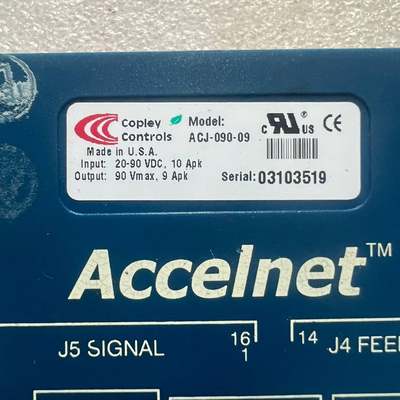 Copley Controls
Model: ACJ-090-09
Made in U.S.A.
Input: 20-90 VDC, 10 Apk
Output: 90 Vmax, 9 Apk
Serial: 03103519
C UR US CE
Accelnet™
J5 SIGNAL
16
1
14
J4 FEE